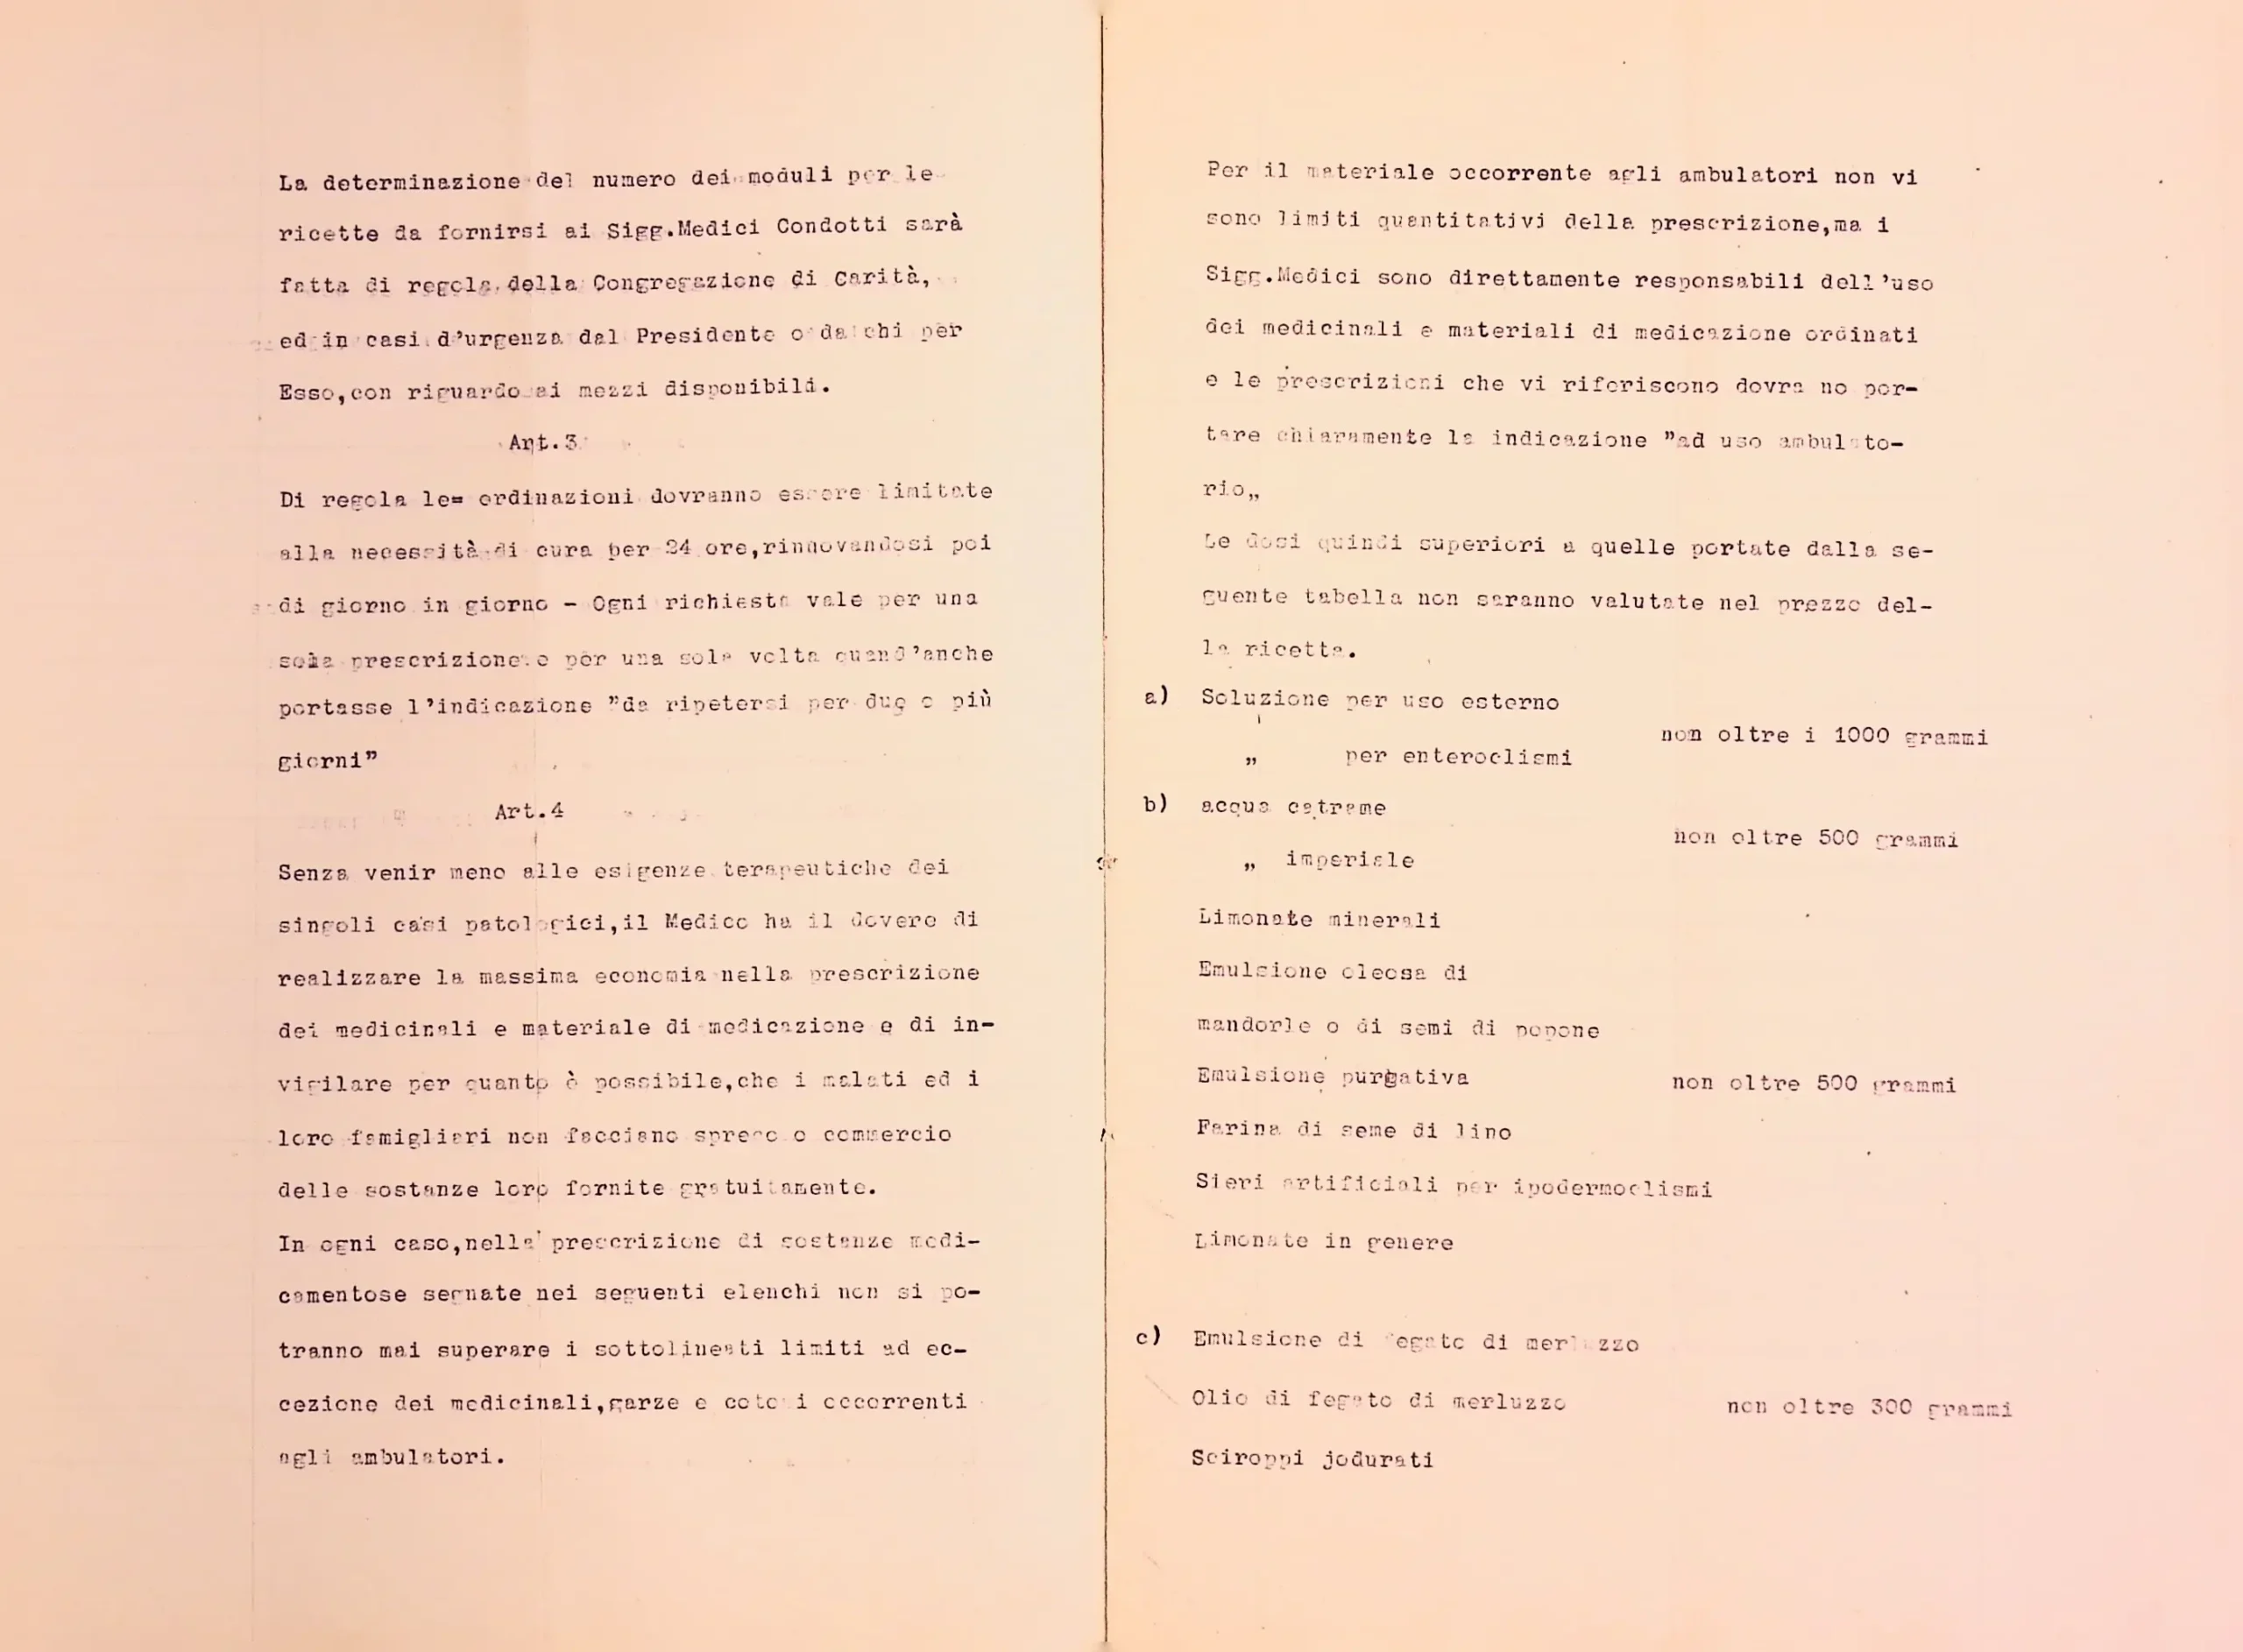 La determinazione del numero dei moduli per le
ricette da fornirsi ai Sigg.Medici Condotti sarà
fatta di regola della Congregazione di Carità,
ed in casi d'urgenza dal Presidente o da chi per
Esso,con riguardo ai mezzi disponibili.
Art.3
Di regola le= ordinazioni dovranno essere limitate
alla necessità di cura per 24 ore,rinnovandosi poi
di giorno in giorno - Ogni richiesta vale per una
sola prescrizione e per una sola volta quand'anche
portasse l'indicazione "da ripetersi per due o più
giorni"
Art.4
Senza venir meno alle esigenze terapeutiche dei
singoli casi patologici,il Medico ha il dovere di
realizzare la massima economia nella prescrizione
dei medicinali e materiale di medicazione e di in-
vigilare per quanto è possibile,che i malati ed i
loro famigliari non facciano spreco o commercio
delle sostanze loro fornite gratuitamente.
In ogni caso,nella prescrizione di sostanze medi-
camentose segnate nei seguenti elenchi non si po-
tranno mai superare i sottolineati limiti ad ec-
cezione dei medicinali,garze e cotoni occorrenti
agli ambulatori.
Per il materiale occorrente agli ambulatori non vi
sono limiti quantitativi della prescrizione,ma i
Sigg.Medici sono direttamente responsabili dell'uso
dei medicinali e materiali di medicazione ordinati
e le prescrizioni che vi riferiscono dovra no por-
tare chiaramente la indicazione "ad uso ambulato-
rio„
Le dosi quindi superiori a quelle portate dalla se-
guente tabella non saranno valutate nel prezzo del-
la ricetta.
a) Soluzione per uso esterno
non oltre i 1000 grammi
„ per enteroclismi
b) acqua catrame
non oltre 500 grammi
„ imperiale
Limonate minerali
Emulsione oleosa di
mandorle o di semi di popone
Emulsione purgativa non oltre 500 grammi
Farina di seme di lino
Sieri artificiali per ipodermoclismi
Limonate in genere
c) Emulsione di fegato di merluzzo
Olio di fegato di merluzzo non oltre 300 grammi
Sciroppi jodurati